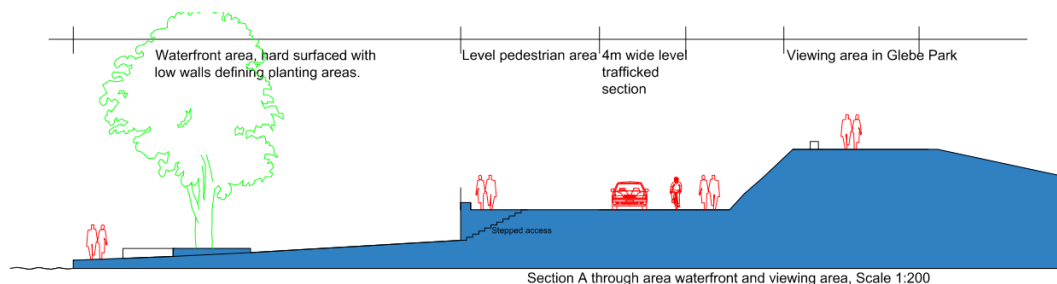 Waterfront area, hard surfaced with
low walls defining planting areas.
Level pedestrian area
4m wide level
trafficked
section
Viewing area in Glebe Park
Stepped access
Section A through area waterfront and viewing area, Scale 1:200